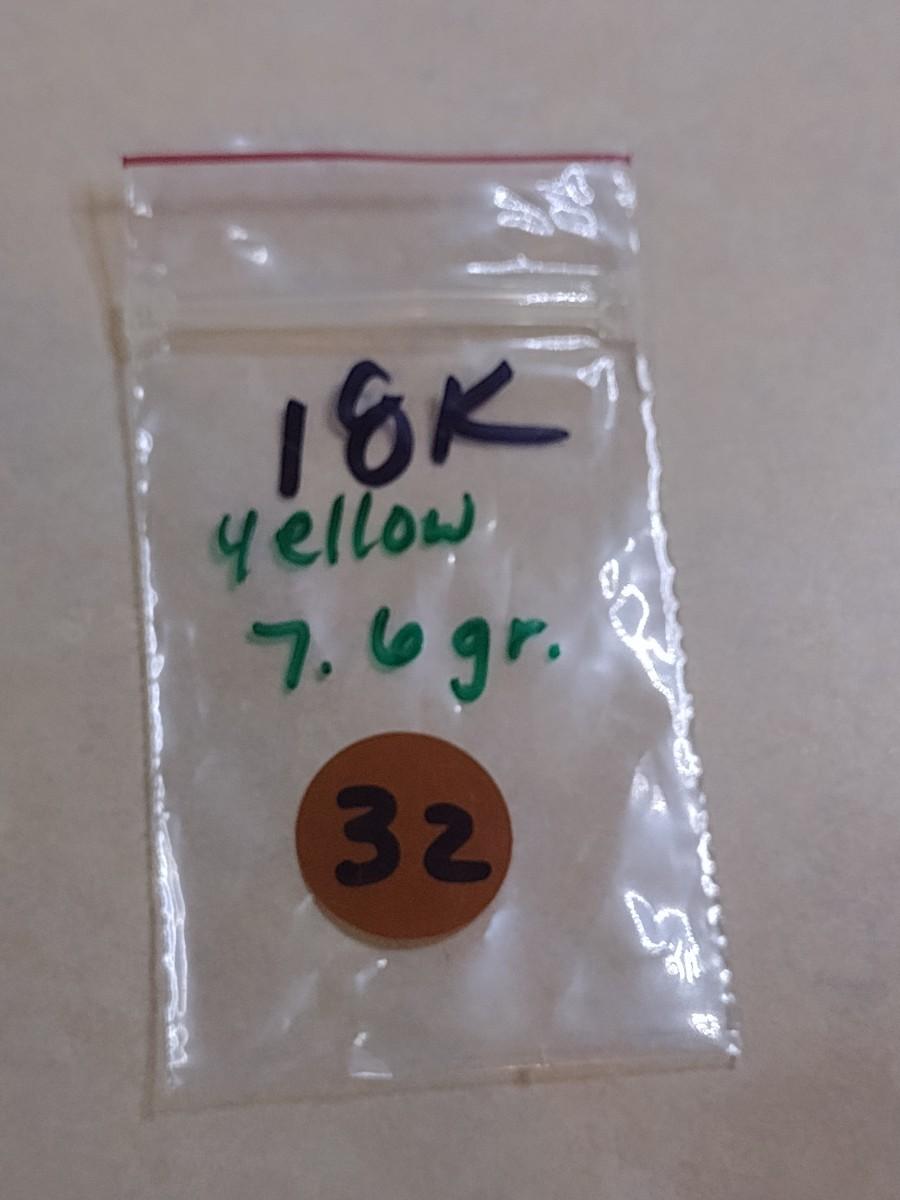 18K
yellow
7.6 gr.
32